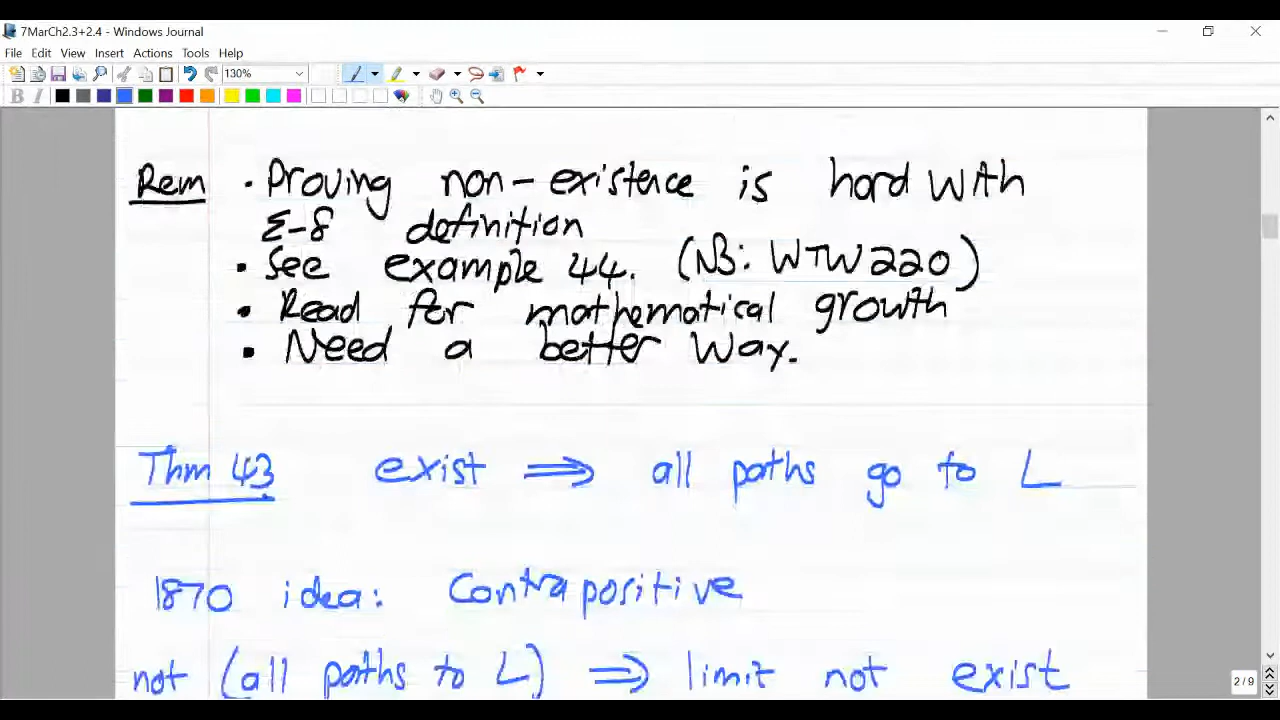 7MarCh2.3+2.4 - Windows Journal
File Edit View Insert Actions Tools Help
130%
B I
Rem • Proving non-existence is hard with
ε-δ definition
• See example 44. (NB: WTW220)
• Read for mathematical growth
• Need a better way.
Thm 43 exist ⟹ all paths go to L
1870 idea: Contrapositive
not (all paths to L) ⟹ limit not exist
2 / 9